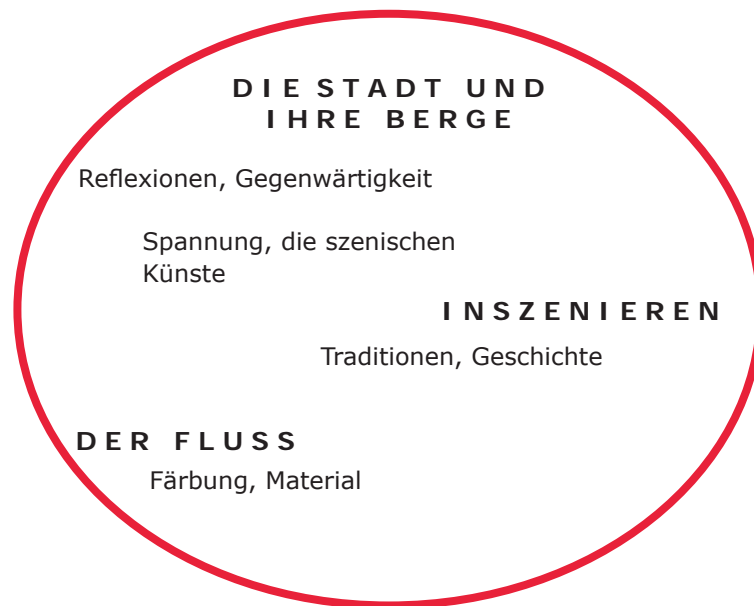 DIE STADT UND
IHRE BERGE
Reflexionen, Gegenwärtigkeit
Spannung, die szenischen
Künste
INSZENIEREN
Traditionen, Geschichte
DER FLUSS
Färbung, Material